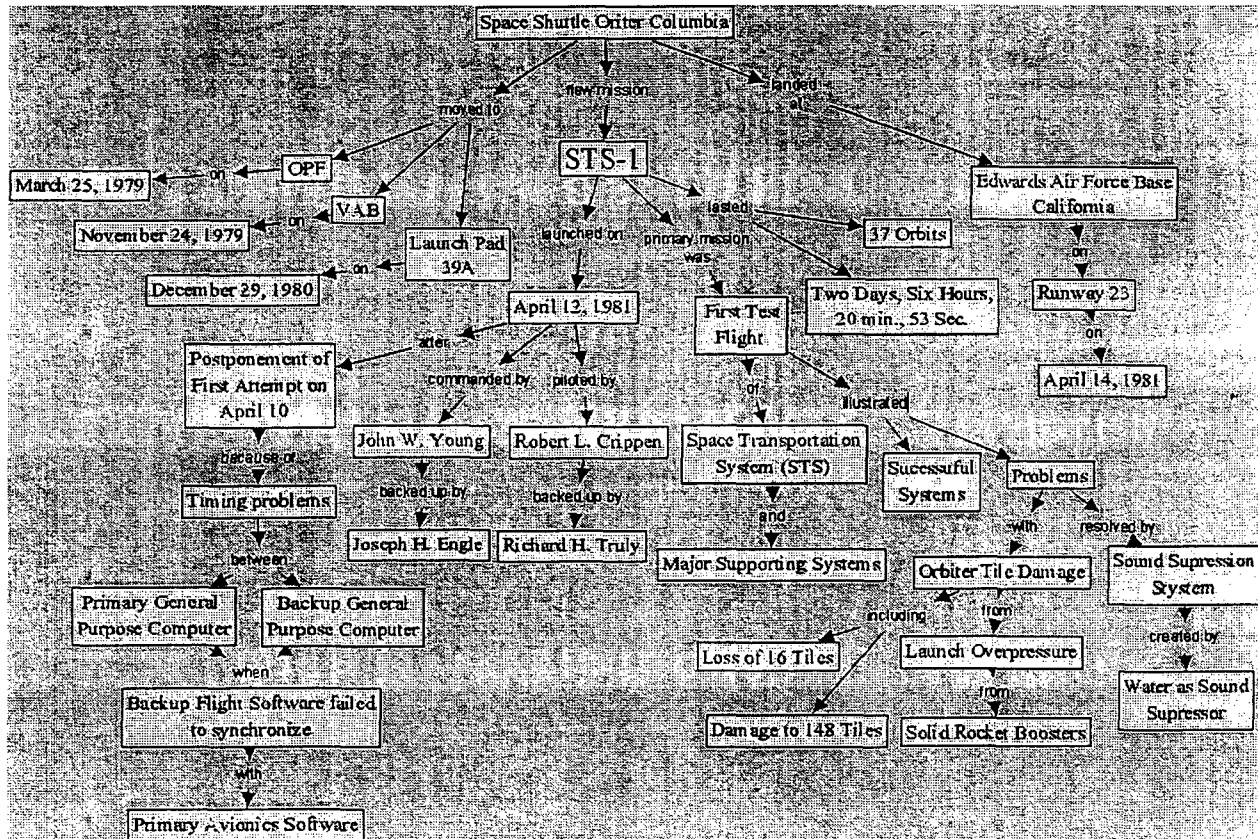 Space Shuttle Oriter Columbia
flew mission
landed
at
moved to
OPF
STS-1
on
March 25, 1979
Edwards Air Force Base
California
VAB
on
November 24, 1979
lasted
37 Orbits
launched on
primary mission
was
Launch Pad
39A
on
on
December 29, 1980
Two Days, Six Hours,
20 min., 53 Sec.
Runway 23
April 12, 1981
First Test
Flight
on
after
Postponement of
First Attempt on
April 10
April 14, 1981
commanded by
piloted by
of
illustrated
John W. Young
Robert L. Crippen
Space Transportation
System (STS)
Sucessuful
Systems
Problems
because of
Timing problems
backed up by
backed up by
and
with
resolved by
Joseph H. Engle
Richard H. Truly
Major Supporting Systems
Orbiter Tile Damage
Sound Supression
Stystem
between
Primary General
Purpose Computer
Backup General
Purpose Computer
including
from
created by
Loss of 16 Tiles
Launch Overpressure
when
Water as Sound
Supressor
Backup Flight Software failed
to synchronize
from
Damage to 148 Tiles
Solid Rocket Boosters
with
Primary Avionics Software